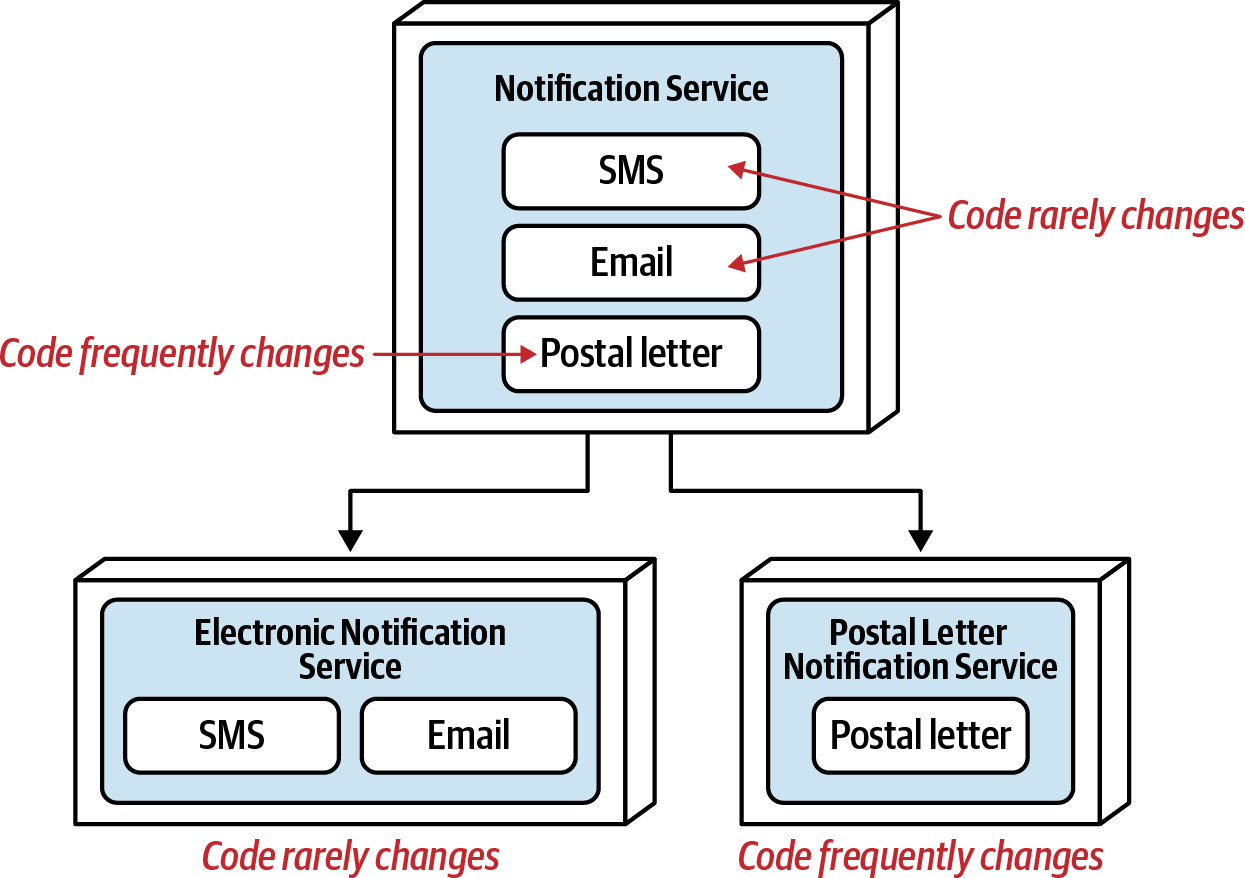 Notification Service
SMS
Code rarely changes
Email
Code frequently changes
Postal letter
Electronic Notification
Service
SMS
Email
Code rarely changes
Postal Letter
Notification Service
Postal letter
Code frequently changes